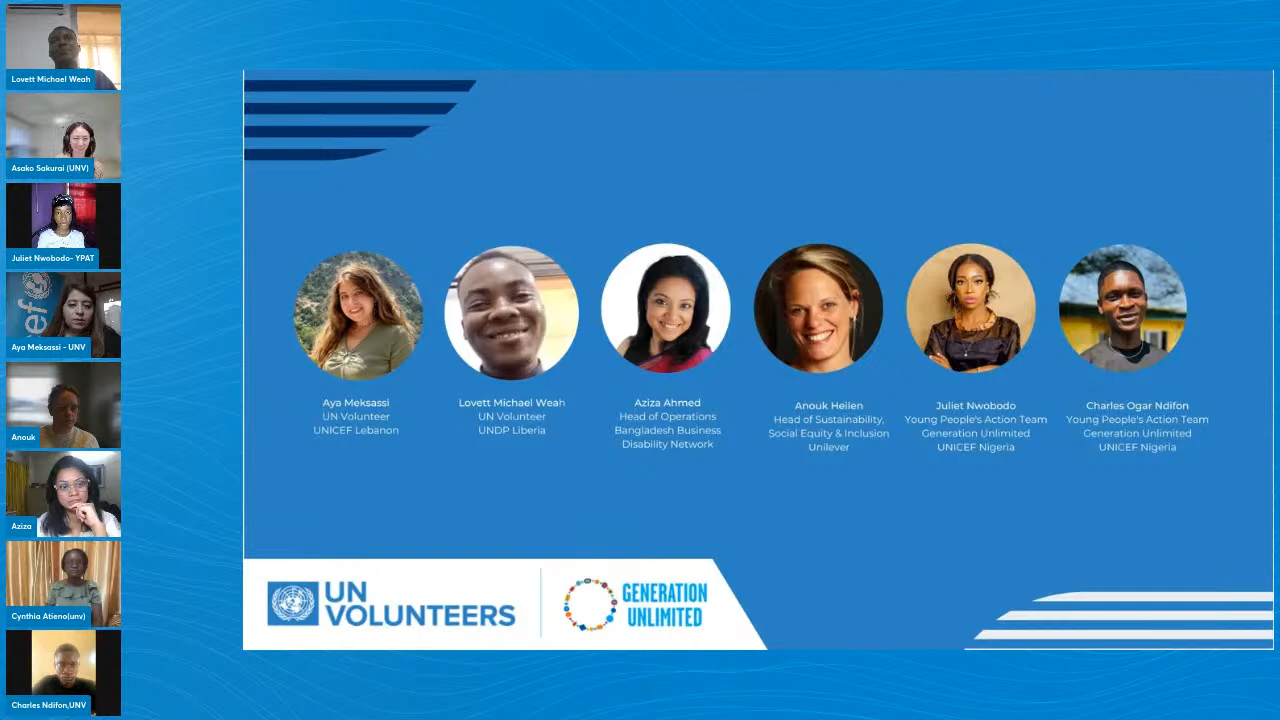 Lovett Michael Weah
Asako Sakurai (UNV)
Juliet Nwobodo- YPAT
ef
Aya Meksassi - UNV
Anouk
Aziza
Cynthia Atieno(unv)
Charles Ndifon,UNV
Aya Meksassi
UN Volunteer
UNICEF Lebanon
Lovett Michael Weah
UN Volunteer
UNDP Liberia
Aziza Ahmed
Head of Operations
Bangladesh Business
Disability Network
Anouk Heilen
Head of Sustainability,
Social Equity & Inclusion
Unilever
Juliet Nwobodo
Young People's Action Team
Generation Unlimited
UNICEF Nigeria
Charles Ogar Ndifon
Young People's Action Team
Generation Unlimited
UNICEF Nigeria
UN
VOLUNTEERS
GENERATION
UNLIMITED